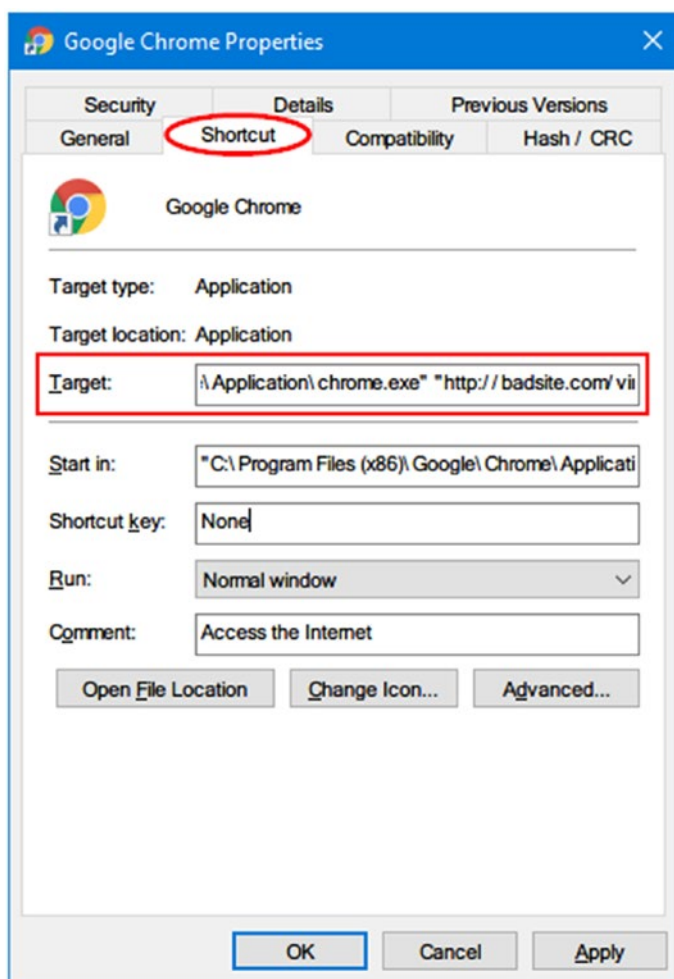 Google Chrome Properties
Security Details Previous Versions
General Shortcut Compatibility Hash / CRC
Google Chrome
Target type: Application
Target location: Application
Target: \Application\chrome.exe" "http://badsite.com/vii
Start in: "C:\Program Files (x86)\Google\Chrome\Applicati
Shortcut key: None
Run: Normal window
Comment: Access the Internet
Open File Location Change Icon... Advanced...
OK Cancel Apply